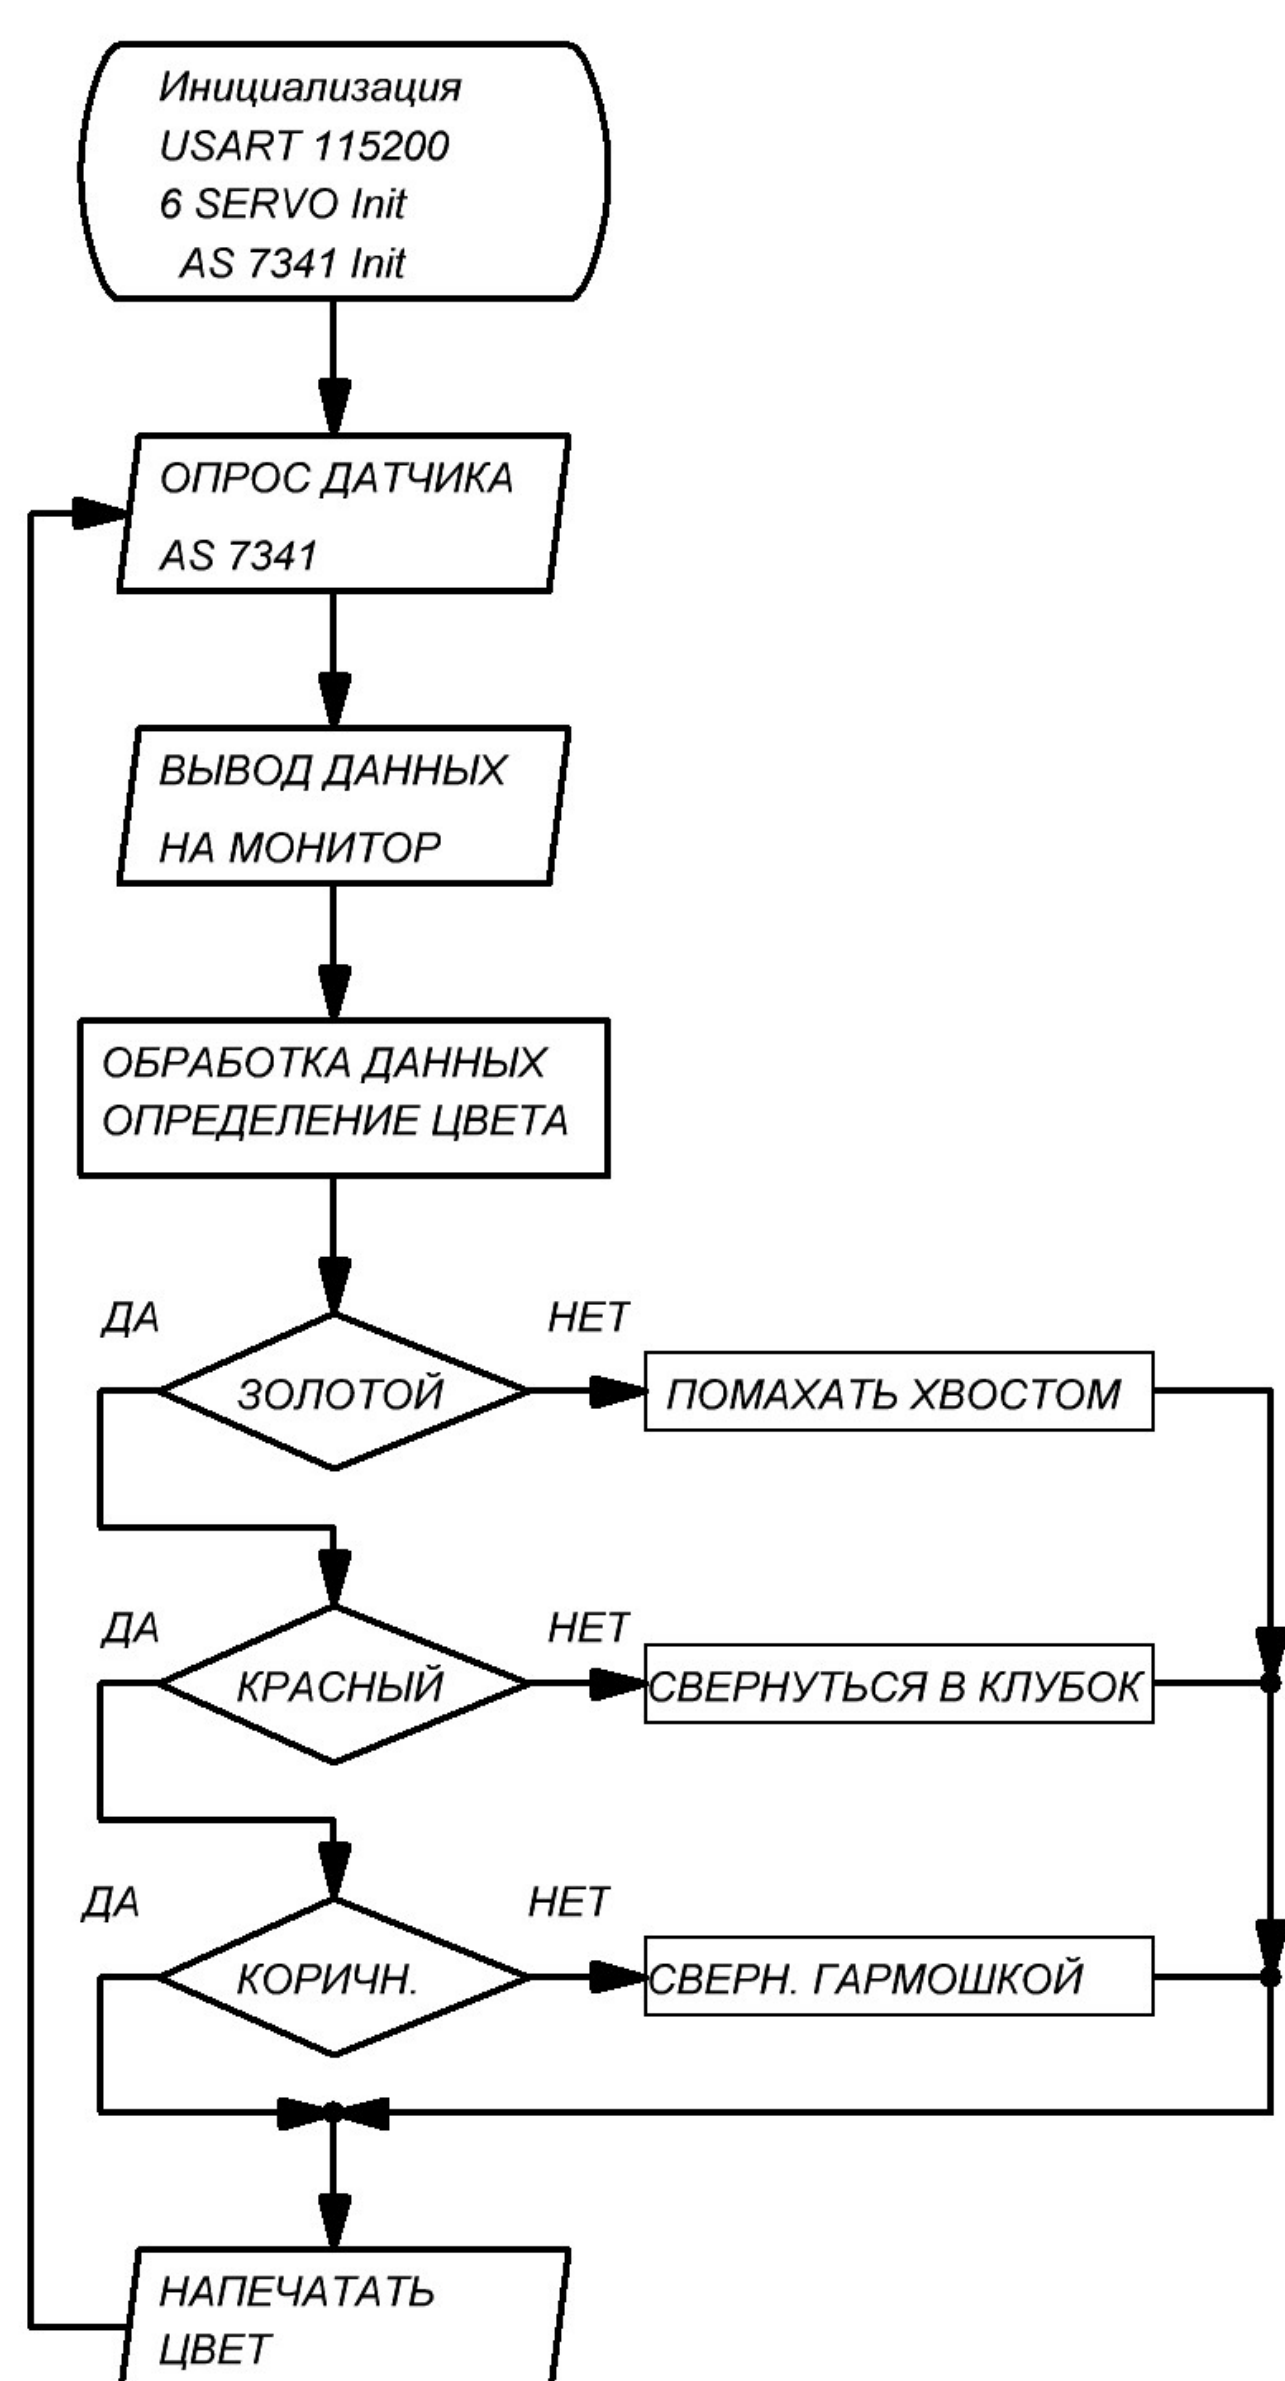 Инициализация
USART 115200
6 SERVO Init
AS 7341 Init
ОПРОС ДАТЧИКА
AS 7341
ВЫВОД ДАННЫХ
НА МОНИТОР
ОБРАБОТКА ДАННЫХ
ОПРЕДЕЛЕНИЕ ЦВЕТА
ДА
НЕТ
ЗОЛОТОЙ
ПОМАХАТЬ ХВОСТОМ
ДА
НЕТ
КРАСНЫЙ
СВЕРНУТЬСЯ В КЛУБОК
ДА
НЕТ
КОРИЧН.
СВЕРН. ГАРМОШКОЙ
НАПЕЧАТАТЬ
ЦВЕТ